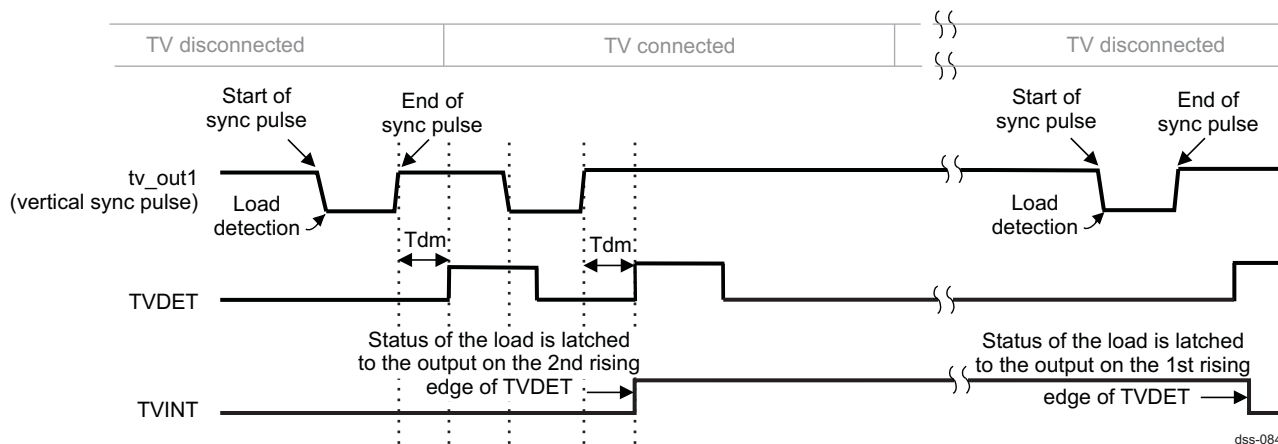 TV disconnected
TV connected
TV disconnected
Start of
sync pulse
End of
sync pulse
Start of
sync pulse
End of
sync pulse
tv_out1
(vertical sync pulse)
Load
detection
Load
detection
Tdm
Tdm
TVDET
Status of the load is latched
to the output on the 2nd rising
edge of TVDET
Status of the load is latched
to the output on the 1st rising
edge of TVDET
TVINT
dss-084